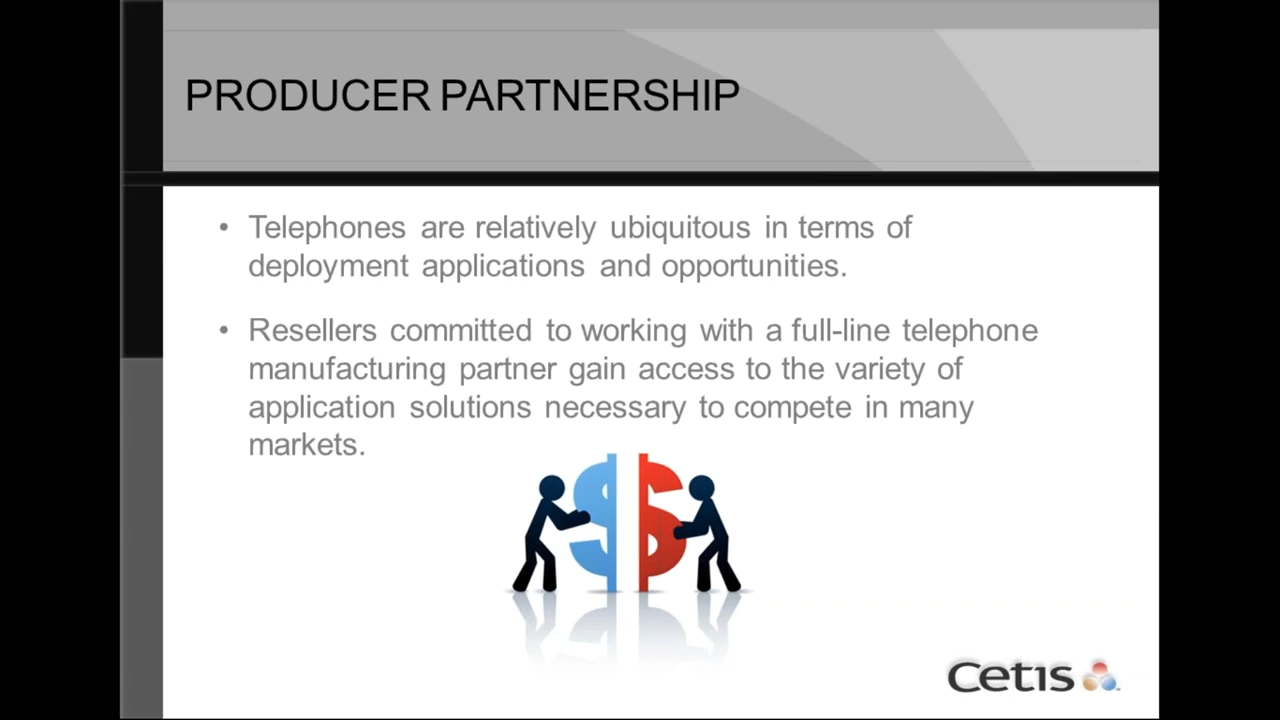 PRODUCER PARTNERSHIP
• Telephones are relatively ubiquitous in terms of
deployment applications and opportunities.
• Resellers committed to working with a full-line telephone
manufacturing partner gain access to the variety of
application solutions necessary to compete in many
markets.
Cetis